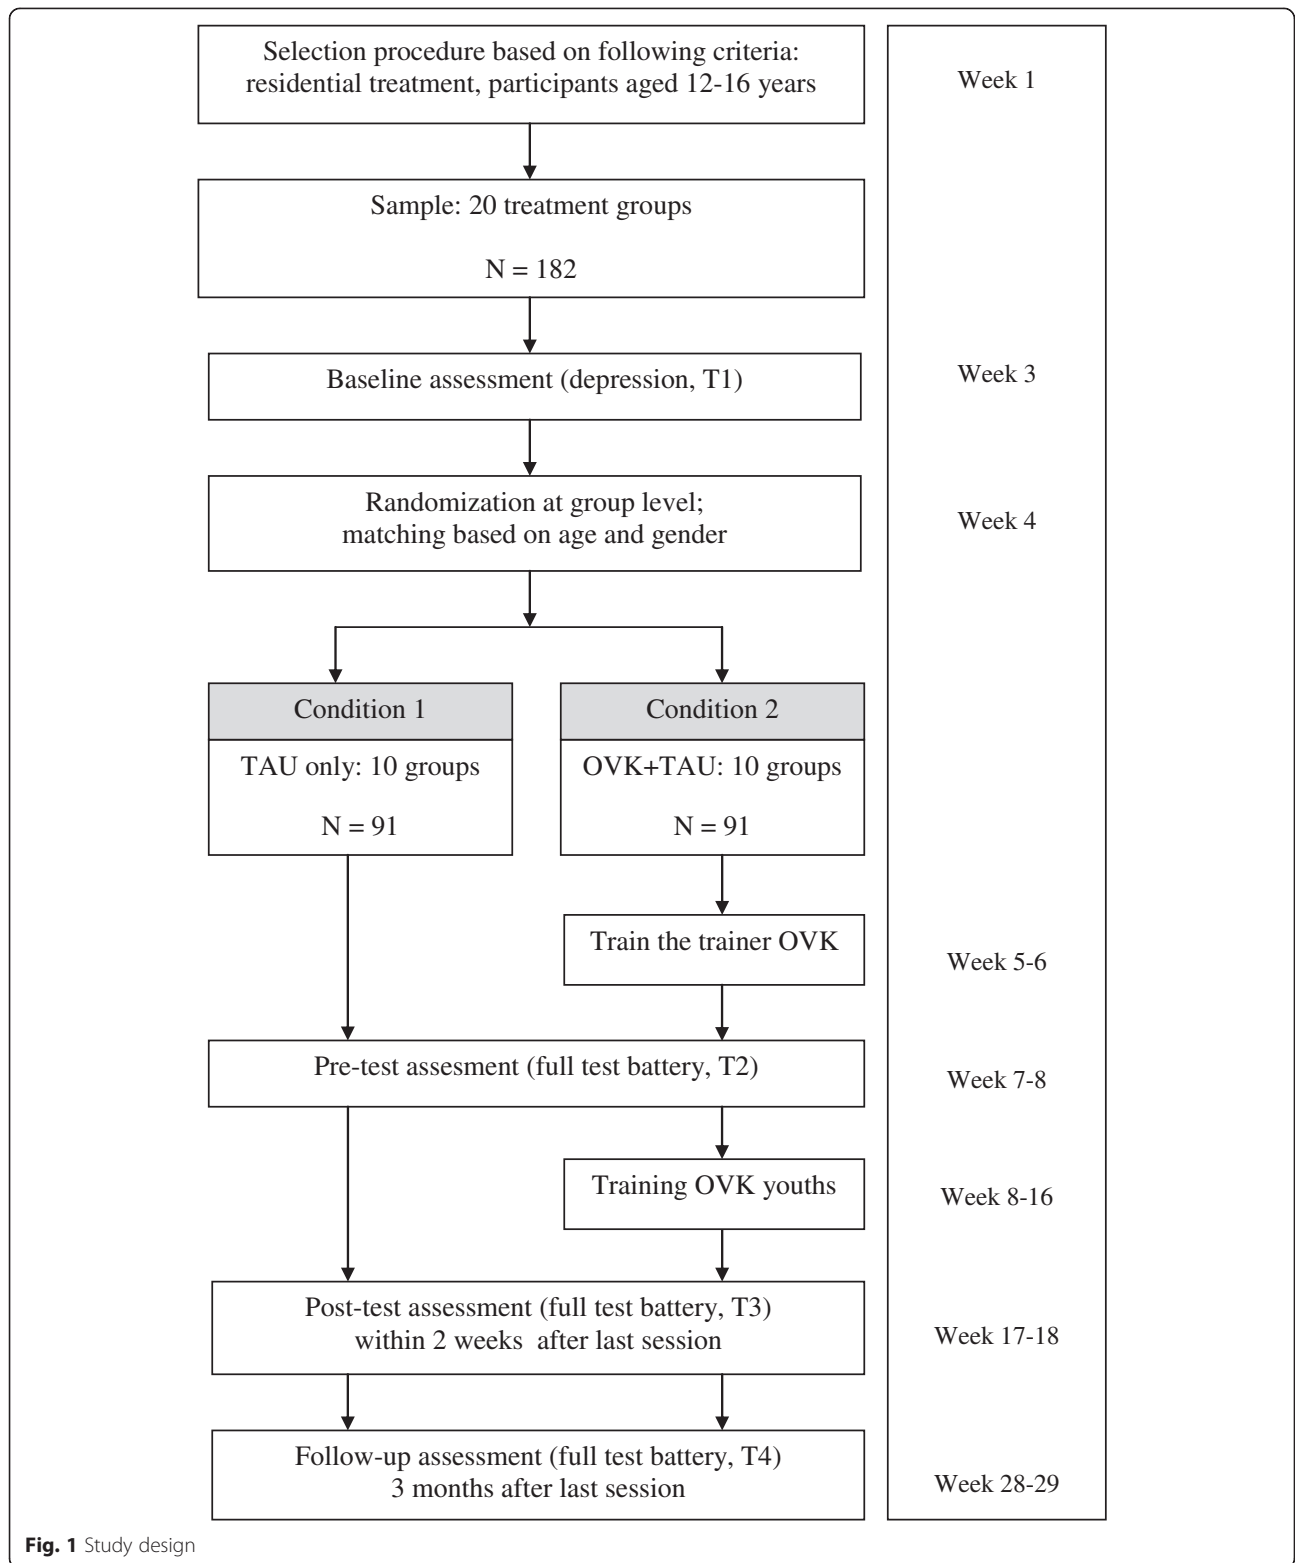 Selection procedure based on following criteria:
residential treatment, participants aged 12-16 years
Week 1
Sample: 20 treatment groups
N = 182
Baseline assessment (depression, T1)
Week 3
Randomization at group level;
matching based on age and gender
Week 4
Condition 1
Condition 2
TAU only: 10 groups
N = 91
OVK+TAU: 10 groups
N = 91
Train the trainer OVK
Week 5-6
Pre-test assesment (full test battery, T2)
Week 7-8
Training OVK youths
Week 8-16
Post-test assessment (full test battery, T3)
within 2 weeks after last session
Week 17-18
Follow-up assessment (full test battery, T4)
3 months after last session
Week 28-29
Fig. 1 Study design